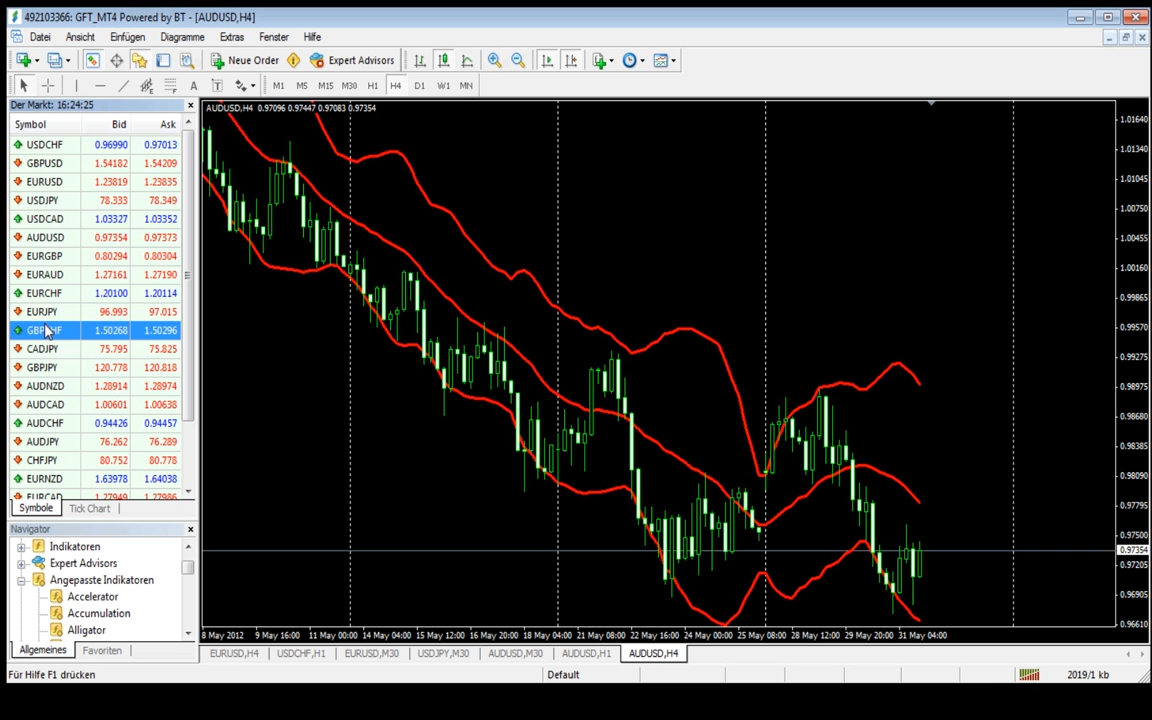 492103366: GFT_MT4 Powered by BT - [AUDUSD,H4]
Datei Ansicht Einfügen Diagramme Extras Fenster Hilfe
New Order Expert Advisors
A T M1 M5 M15 M30 H1 H4 D1 W1 MN
Der Markt: 16:24:25
Symbol Bid Ask
USDCHF 0.96990 0.97013
GBPUSD 1.54182 1.54209
EURUSD 1.23819 1.23835
USDJPY 78.333 78.349
USDCAD 1.03327 1.03352
AUDUSD 0.97354 0.97373
EURGBP 0.80294 0.80304
EURAUD 1.27161 1.27190
EURCHF 1.20100 1.20114
EURJPY 96.993 97.015
GBPCHF 1.50268 1.50296
CADJPY 75.795 75.825
GBPJPY 120.778 120.818
AUDNZD 1.28914 1.28974
AUDCAD 1.00601 1.00638
AUDCHF 0.94426 0.94457
AUDJPY 76.262 76.289
CHFJPY 80.752 80.778
EURNZD 1.63978 1.64038
EURCAD 1.27949 1.27986
Symbole Tick Chart
Navigator
Indikatoren
Expert Advisors
Angepasste Indikatoren
Accelerator
Accumulation
Alligator
Allgemeines Favoriten
AUDUSD,H4 0.97096 0.97447 0.97083 0.97354
1.01640
1.01340
1.01045
1.00750
1.00455
1.00160
0.99865
0.99570
0.99275
0.98975
0.98680
0.98385
0.98090
0.97795
0.97500
0.97354
0.97205
0.96905
0.96610
8 May 2012 9 May 16:00 11 May 00:00 14 May 04:00 15 May 12:00 16 May 20:00 18 May 04:00 21 May 08:00 22 May 16:00 24 May 00:00 25 May 08:00 28 May 12:00 29 May 20:00 31 May 04:00
EURUSD,H4 USDCHF,H1 EURUSD,M30 USDJPY,M30 AUDUSD,M30 AUDUSD,H1 AUDUSD,H4
Für Hilfe F1 drücken Default 2019/1 kb